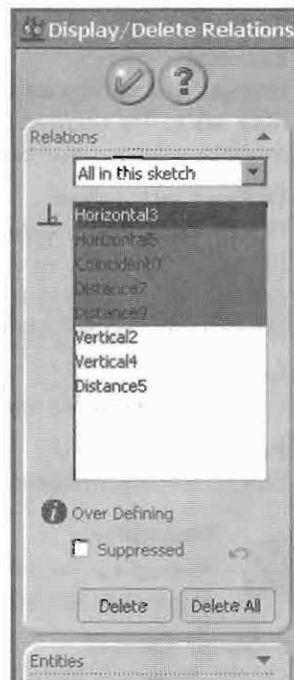 Display/Delete Relations
Relations
All in this sketch
Horizontal3
Horizontal5
Coincident0
Distance7
Distance9
Vertical2
Vertical4
Distance5
Over Defining
Suppressed
Delete Delete All
Entities